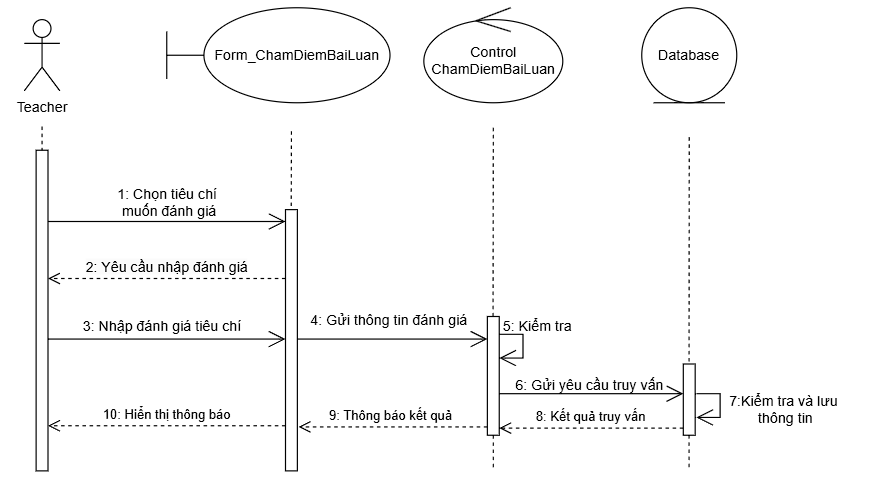 Form_ChamDiemBaiLuan
Control
ChamDiemBaiLuan
Database
Teacher
1: Chọn tiêu chí
muốn đánh giá
2: Yêu cầu nhập đánh giá
3: Nhập đánh giá tiêu chí
4: Gửi thông tin đánh giá
5: Kiểm tra
6: Gửi yêu cầu truy vấn
7:Kiểm tra và lưu
thông tin
8: Kết quả truy vấn
9: Thông báo kết quả
10: Hiển thị thông báo